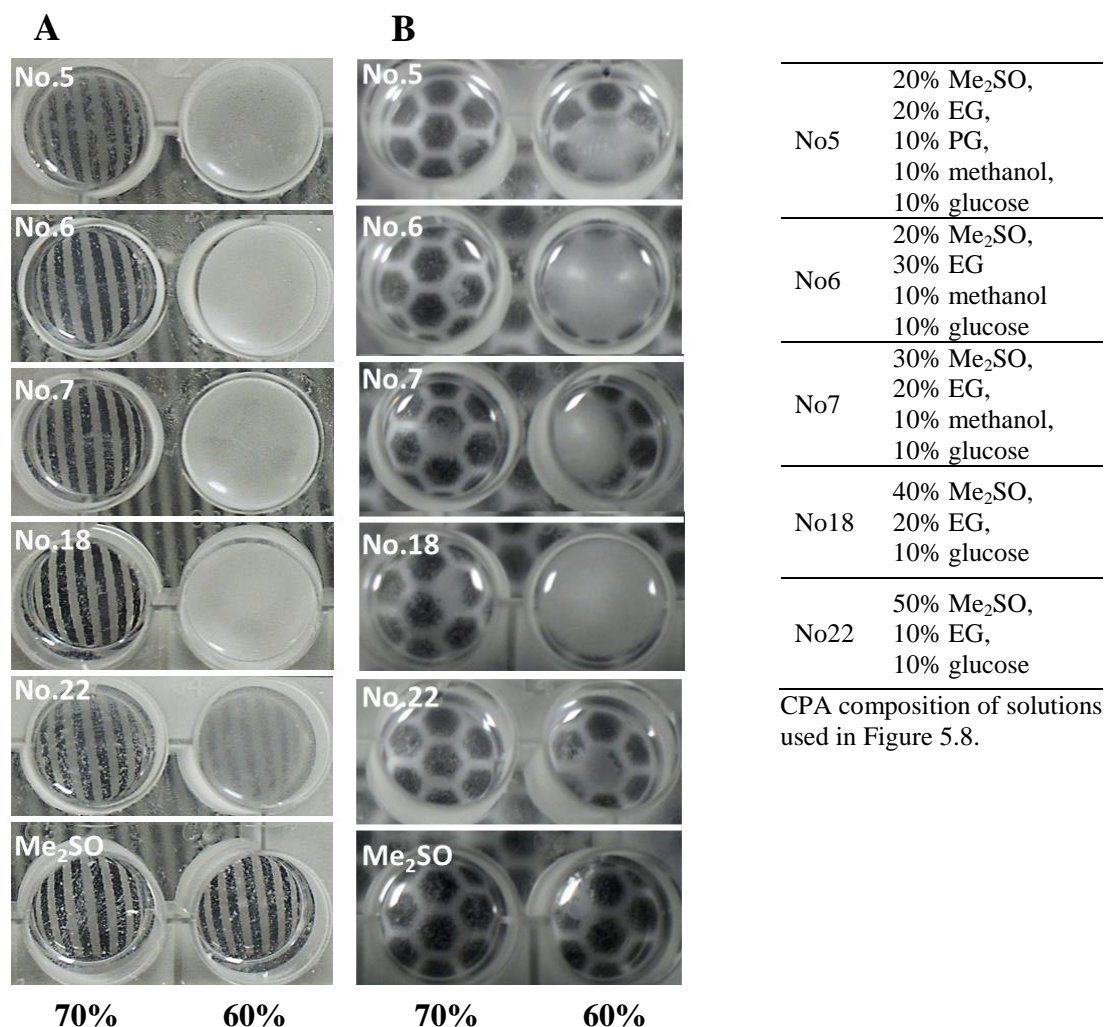 A
B
No.5
No.6
No.7
No.18
No.22
Me₂SO
70% 60%
No.5
No.6
No.7
No.18
No.22
Me₂SO
70% 60%
No5
20% Me₂SO,
20% EG,
10% PG,
10% methanol,
10% glucose
No6
20% Me₂SO,
30% EG
10% methanol
10% glucose
No7
30% Me₂SO,
20% EG,
10% methanol,
10% glucose
No18
40% Me₂SO,
20% EG,
10% glucose
No22
50% Me₂SO,
10% EG,
10% glucose
CPA composition of solutions
used in Figure 5.8.